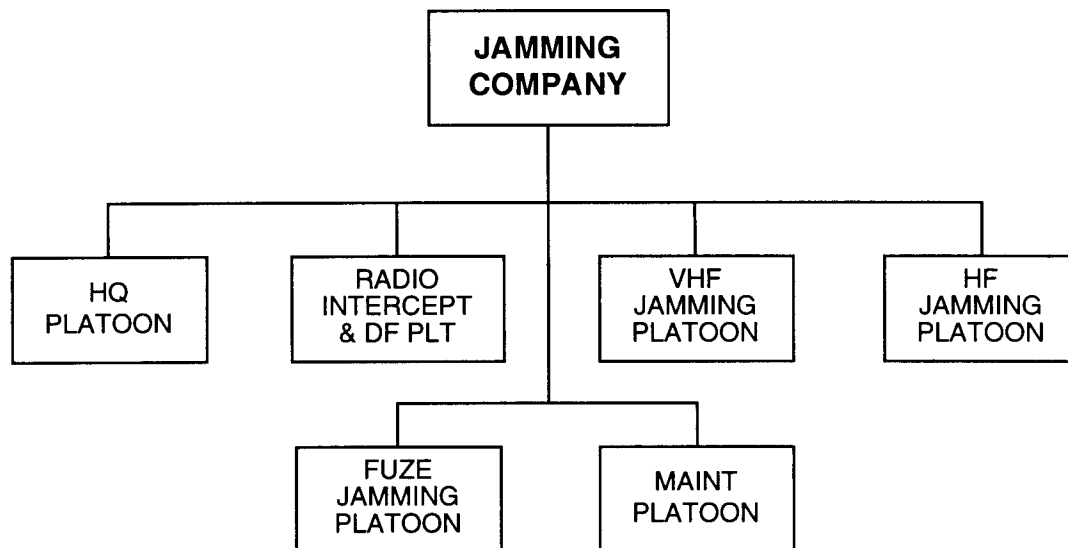 JAMMING
COMPANY
HQ
PLATOON
RADIO
INTERCEPT
& DF PLT
VHF
JAMMING
PLATOON
HF
JAMMING
PLATOON
FUZE
JAMMING
PLATOON
MAINT
PLATOON